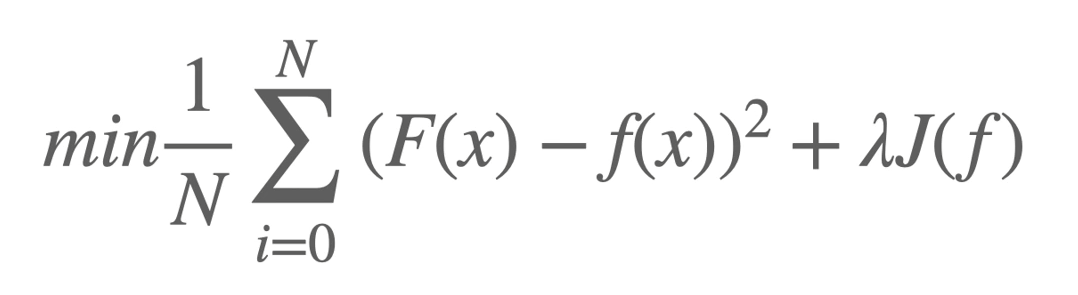 min 1/N ∑_{i=0}^{N} (F(x) − f(x))² + λJ(f)